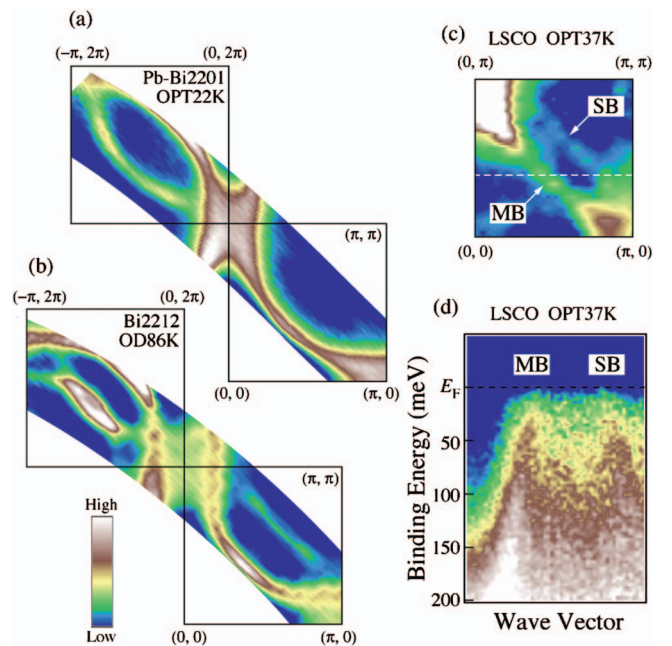 (a)
(-π, 2π)
(0, 2π)
Pb-Bi2201
OPT22K
(π, π)
(0, 0)
(π, 0)
(b)
(-π, 2π)
(0, 2π)
Bi2212
OD86K
(π, π)
High
Low
(0, 0)
(π, 0)
(c)
LSCO OPT37K
(0, π)
(π, π)
SB
MB
(0, 0)
(π, 0)
(d)
LSCO OPT37K
MB
SB
EF
0
50
100
150
200
Binding Energy (meV)
Wave Vector